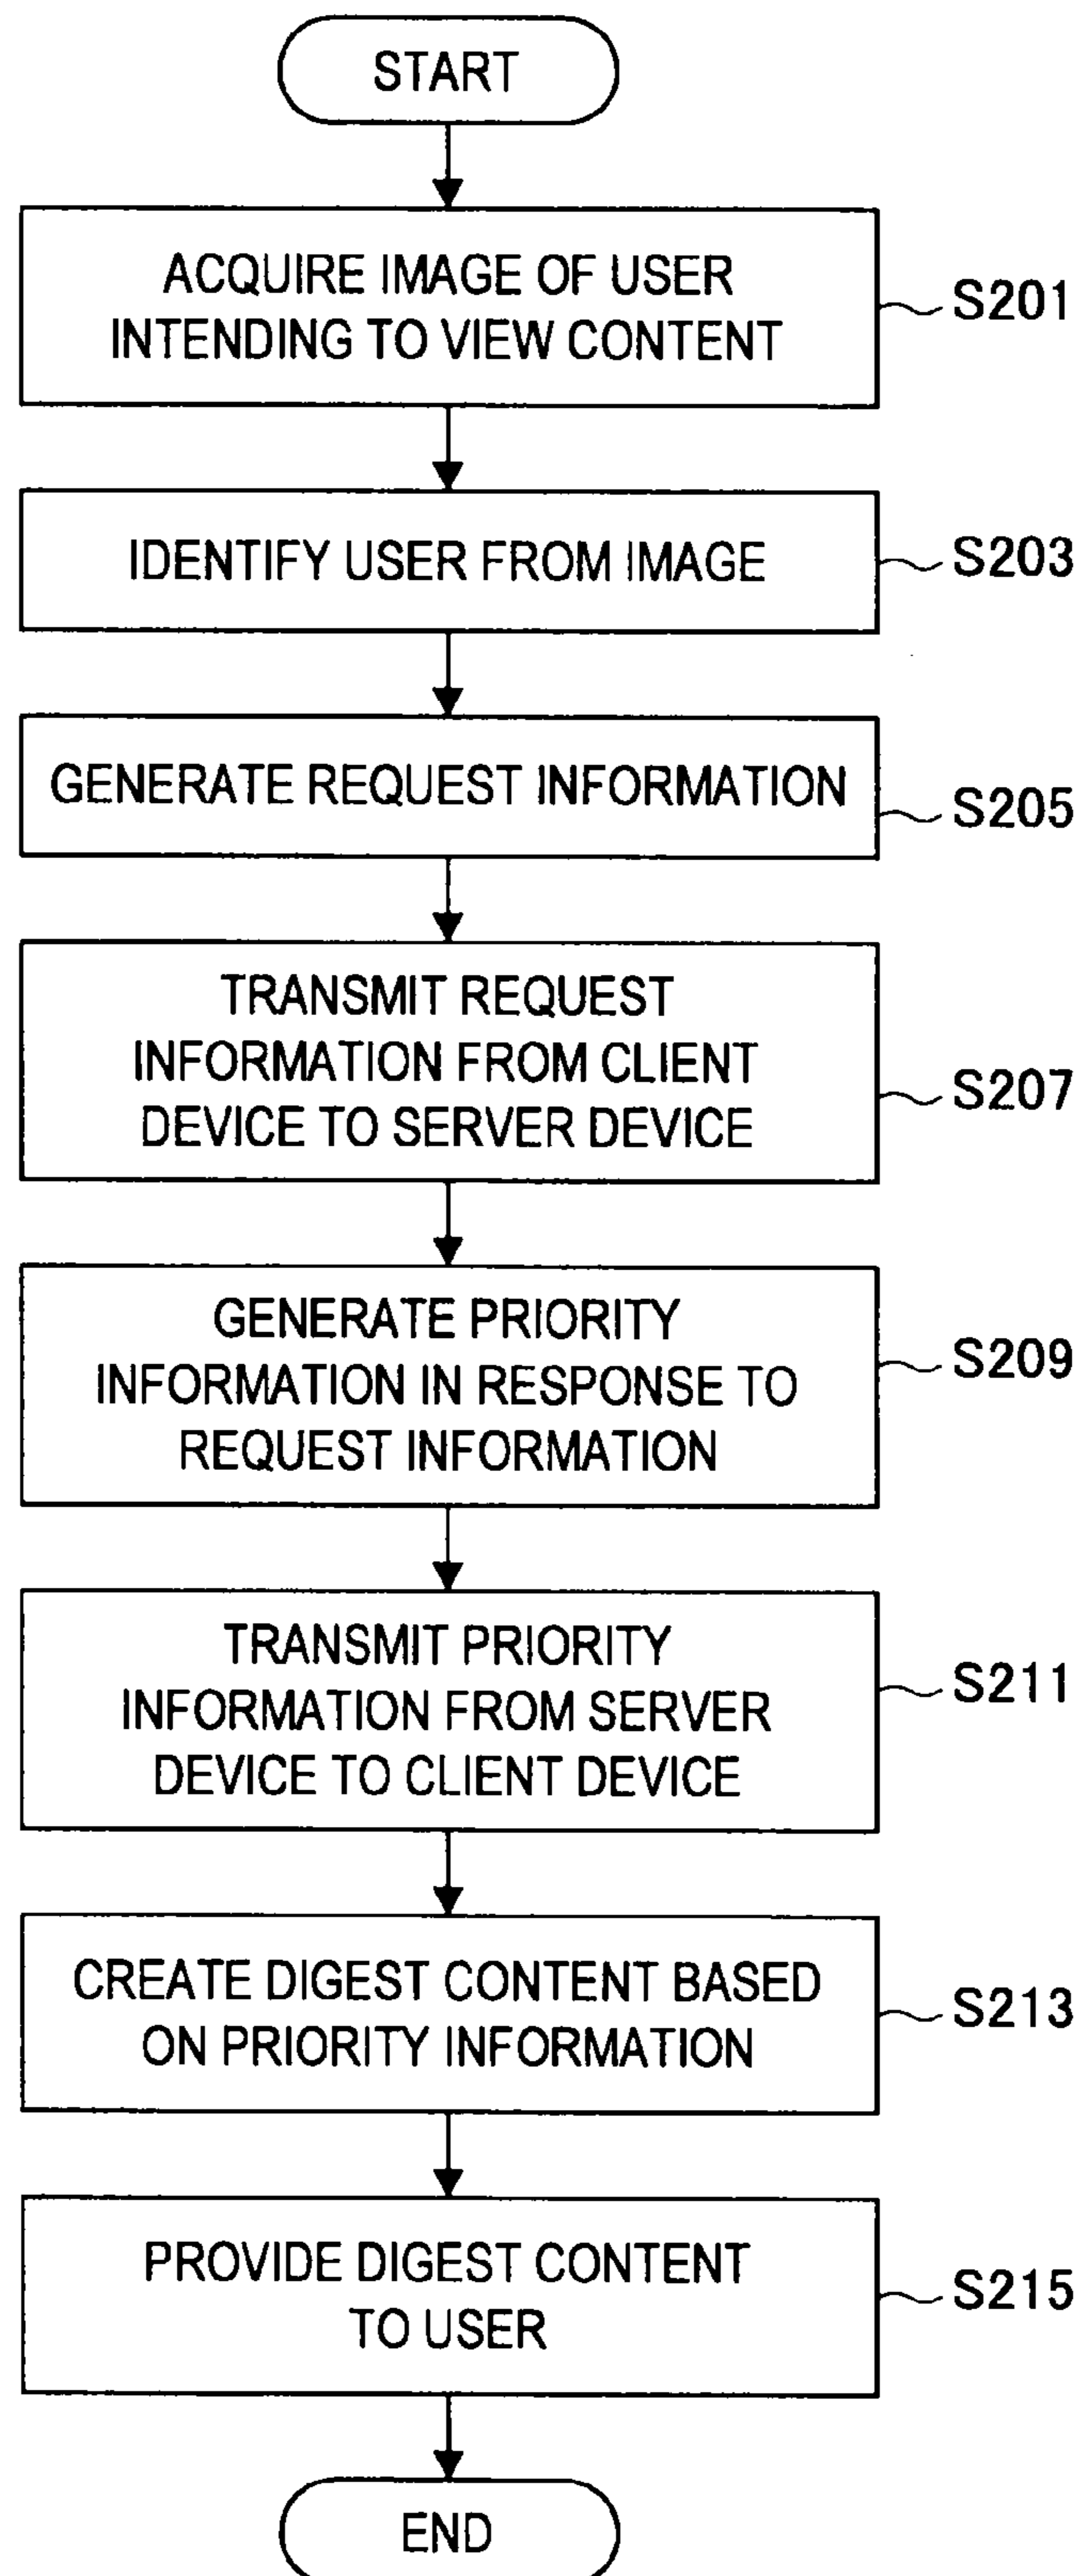 START
ACQUIRE IMAGE OF USER
INTENDING TO VIEW CONTENT
S201
IDENTIFY USER FROM IMAGE
S203
GENERATE REQUEST INFORMATION
S205
TRANSMIT REQUEST
INFORMATION FROM CLIENT
DEVICE TO SERVER DEVICE
S207
GENERATE PRIORITY
INFORMATION IN RESPONSE TO
REQUEST INFORMATION
S209
TRANSMIT PRIORITY
INFORMATION FROM SERVER
DEVICE TO CLIENT DEVICE
S211
CREATE DIGEST CONTENT BASED
ON PRIORITY INFORMATION
S213
PROVIDE DIGEST CONTENT
TO USER
S215
END